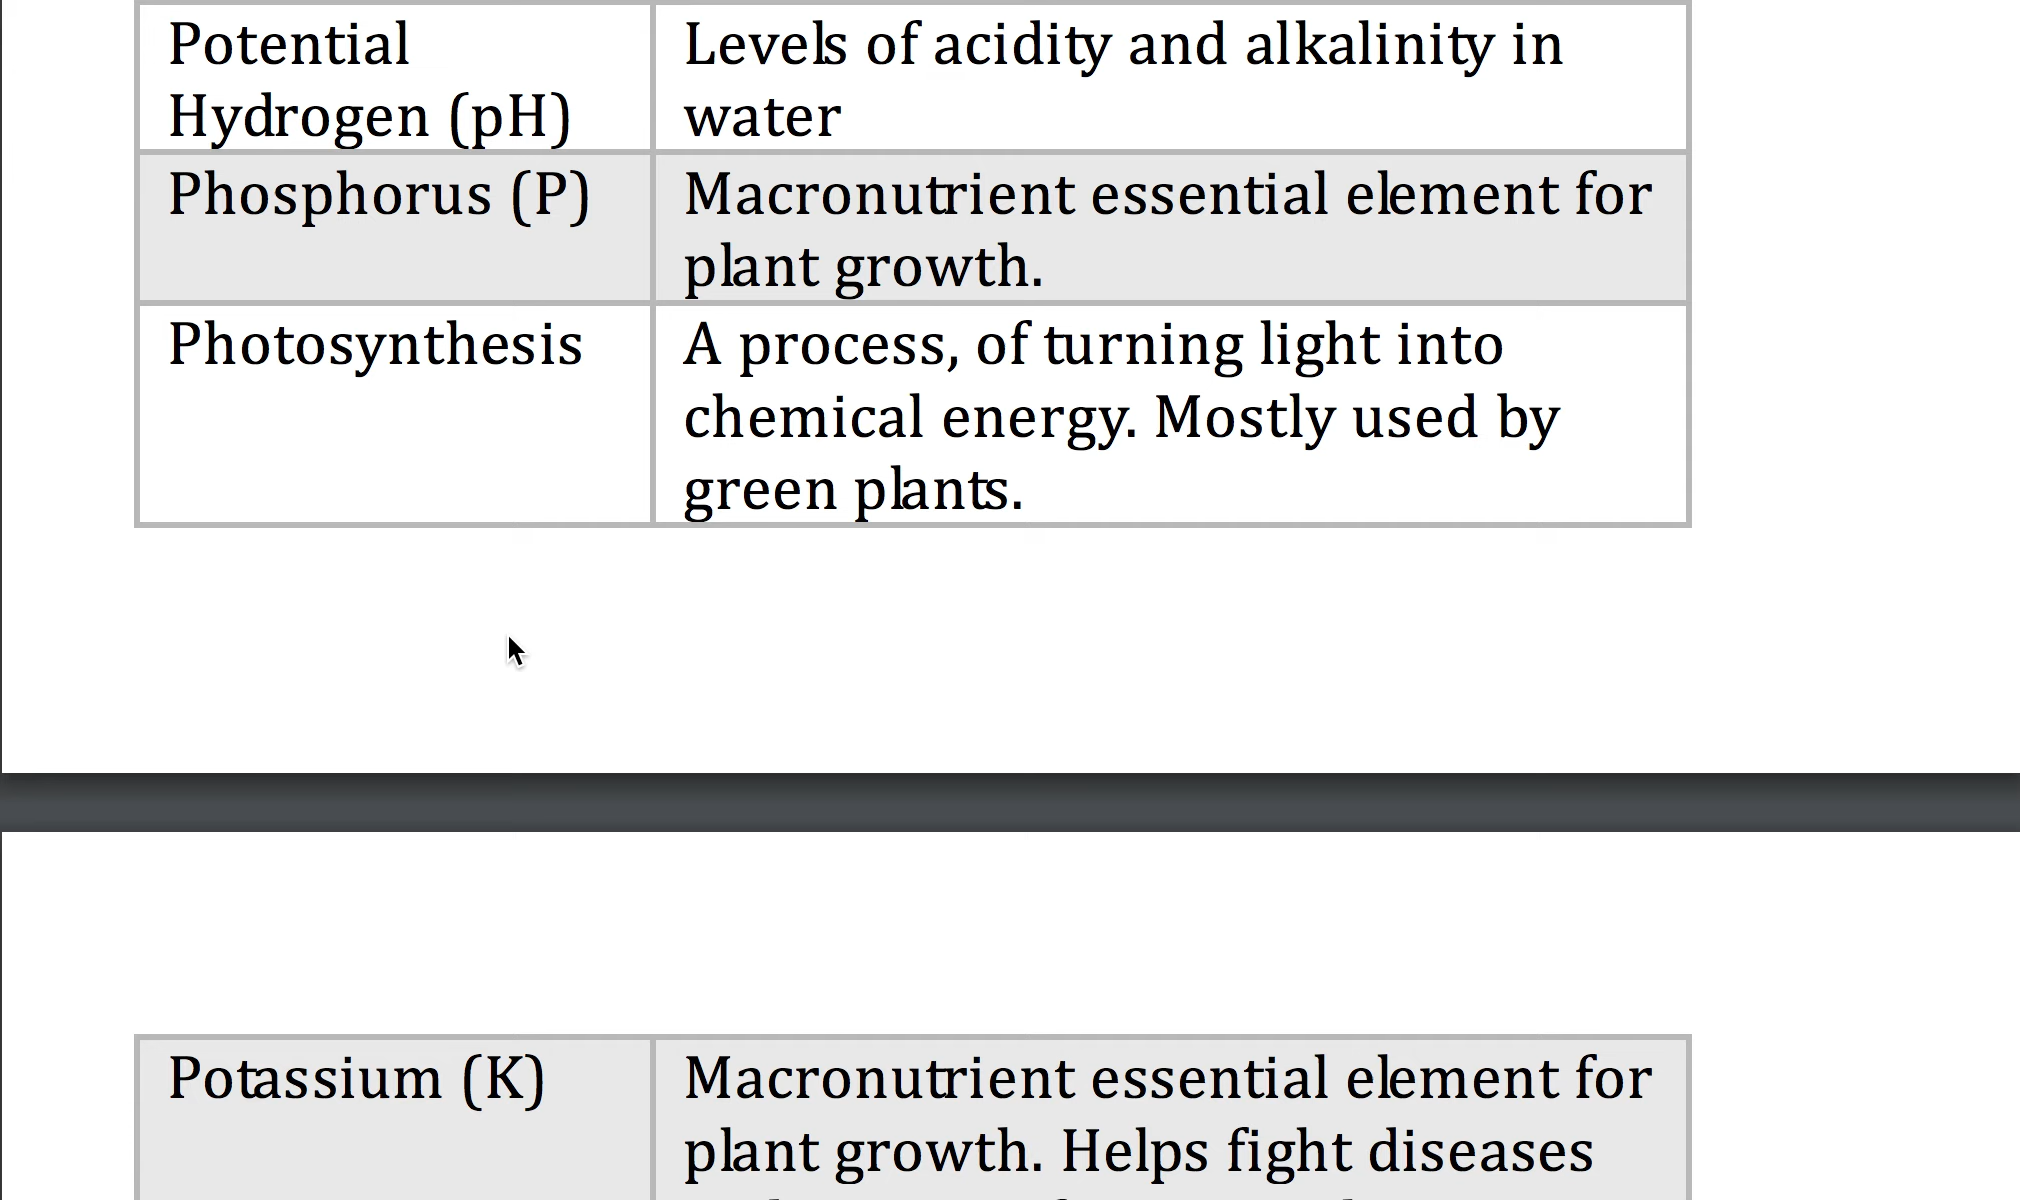 Potential
Hydrogen (pH)
Levels of acidity and alkalinity in
water
Phosphorus (P)
Macronutrient essential element for
plant growth.
Photosynthesis
A process, of turning light into
chemical energy. Mostly used by
green plants.
Potassium (K)
Macronutrient essential element for
plant growth. Helps fight diseases